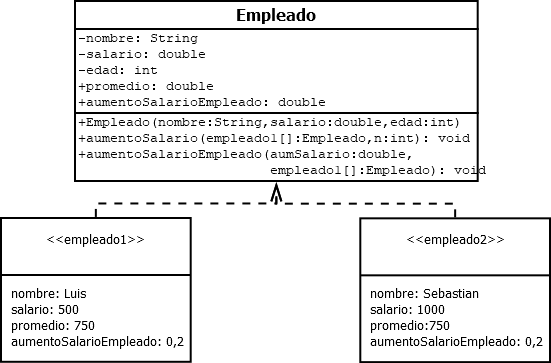 Empleado
-nombre: String
-salario: double
-edad: int
+promedio: double
+aumentoSalarioEmpleado: double
+Empleado(nombre:String,salario:double,edad:int)
+aumentoSalario(empleado1[]:Empleado,n:int): void
+aumentoSalarioEmpleado(aumSalario:double,
empleado1[]:Empleado): void
<<empleado1>>
nombre: Luis
salario: 500
promedio: 750
aumentoSalarioEmpleado: 0,2
<<empleado2>>
nombre: Sebastian
salario: 1000
promedio:750
aumentoSalarioEmpleado: 0,2